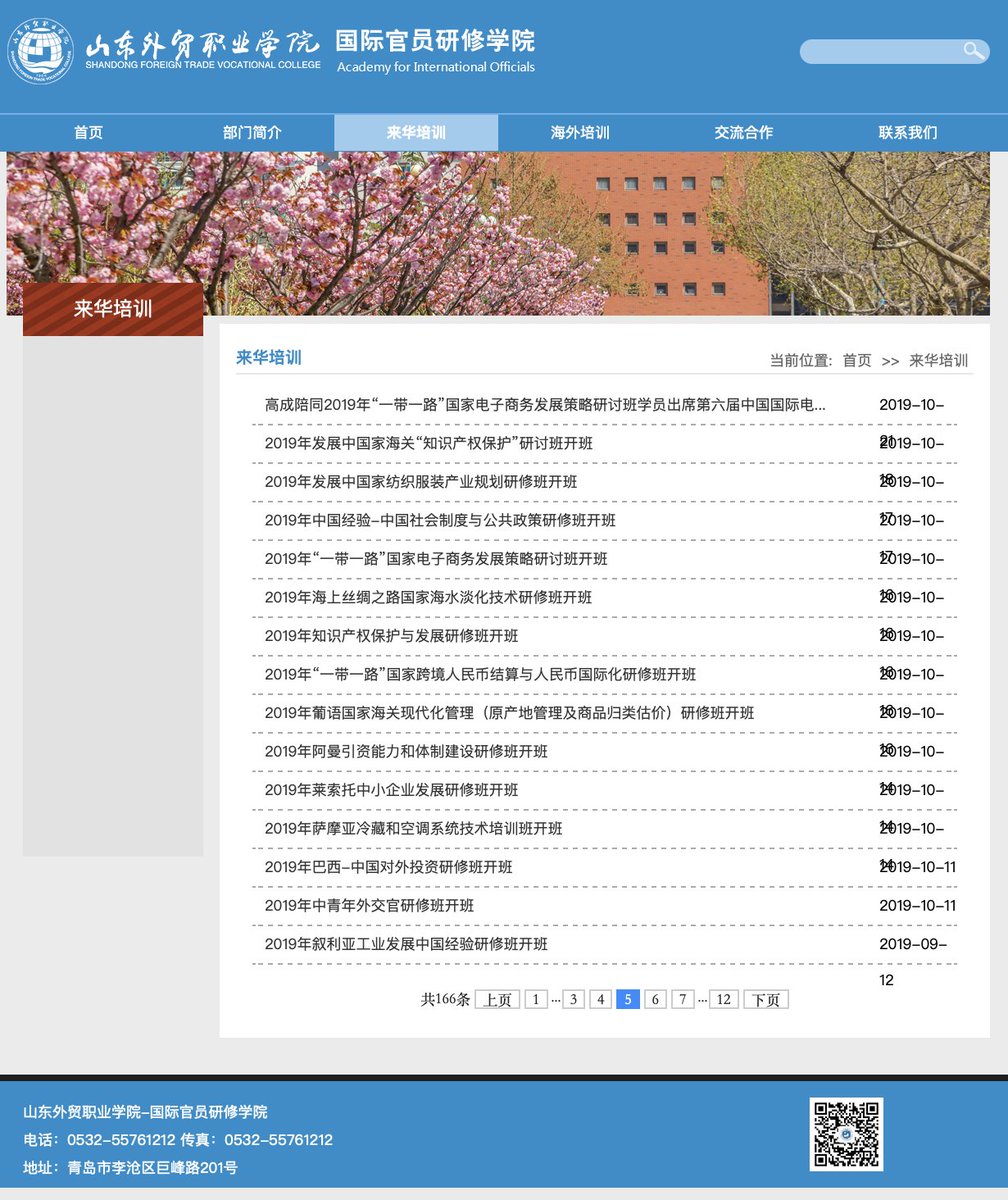 山东外贸职业学院 国际官员研修学院
SHANDONG FOREIGN TRADE VOCATIONAL COLLEGE Academy for International Officials
首页 部门简介 来华培训 海外培训 交流合作 联系我们
来华培训
来华培训 当前位置: 首页 >> 来华培训
高成陪同2019年“一带一路”国家电子商务发展策略研讨班学员出席第六届中国国际电... 2019-10-21
2019年发展中国家海关“知识产权保护”研讨班开班 2019-10-18
2019年发展中国家纺织服装产业规划研修班开班 2019-10-17
2019年中国经验-中国社会制度与公共政策研修班开班 2019-10-17
2019年“一带一路”国家电子商务发展策略研讨班开班 2019-10-16
2019年海上丝绸之路国家海水淡化技术研修班开班 2019-10-16
2019年知识产权保护与发展研修班开班 2019-10-16
2019年“一带一路”国家跨境人民币结算与人民币国际化研修班开班 2019-10-16
2019年葡语国家海关现代化管理（原产地管理及商品归类估价）研修班开班 2019-10-16
2019年阿曼引资能力和体制建设研修班开班 2019-10-14
2019年莱索托中小企业发展研修班开班 2019-10-14
2019年萨摩亚冷藏和空调系统技术培训班开班 2019-10-14
2019年巴西-中国对外投资研修班开班 2019-10-11
2019年中青年外交官研修班开班 2019-10-11
2019年叙利亚工业发展中国经验研修班开班 2019-09-12
共166条 上页 1 ... 3 4 5 6 7 ... 12 下页
山东外贸职业学院-国际官员研修学院
电话：0532-55761212 传真：0532-55761212
地址：青岛市李沧区巨峰路201号